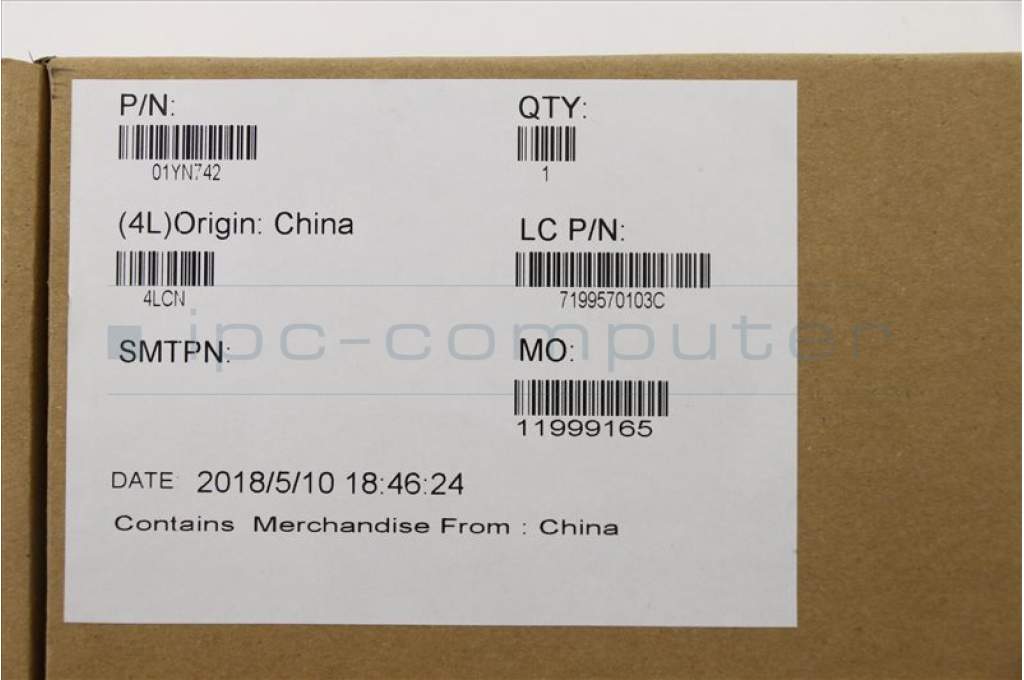 P/N:
01YN742
QTY:
1
(4L)Origin: China
4LCN
LC P/N:
7199570103C
ipc-computer
SMTPN:
MO:
11999165
DATE 2018/5/10 18:46:24
Contains Merchandise From : China